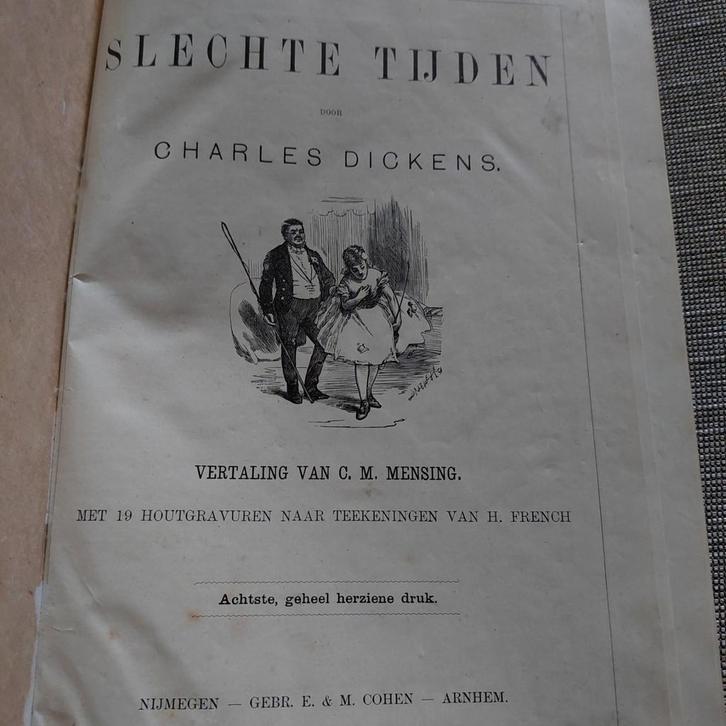 SLECHTE TIJDEN
DOOR
CHARLES DICKENS.
VERTALING VAN C. M. MENSING.
MET 19 HOUTGRAVUREN NAAR TEEKENINGEN VAN H. FRENCH
Achtste, geheel herziene druk.
NIJMEGEN — GEBR. E. & M. COHEN — ARNHEM.